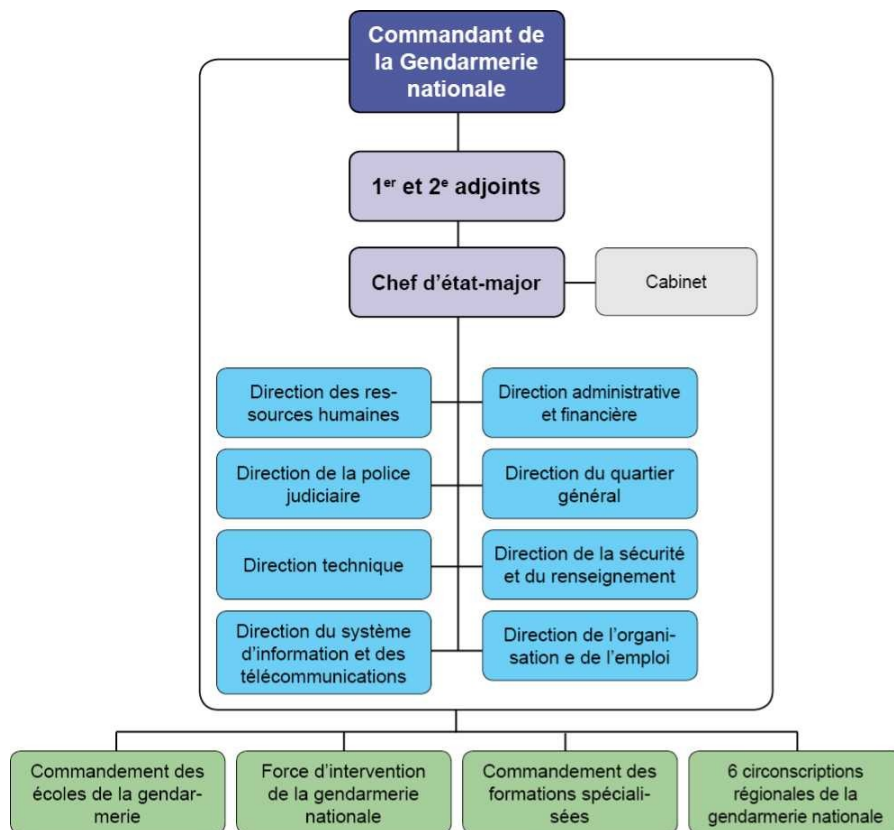 Commandant de
la Gendarmerie
nationale
1er et 2e adjoints
Chef d'état-major
Cabinet
Direction des res-
sources humaines
Direction administrative
et financière
Direction de la police
judiciaire
Direction du quartier
général
Direction technique
Direction de la sécurité
et du renseignement
Direction du système
d'information et des
télécommunications
Direction de l'organi-
sation e de l'emploi
Commandement des
écoles de la gendar-
merie
Force d'intervention
de la gendarmerie
nationale
Commandement des
formations spéciali-
sées
6 circonscriptions
régionales de la
gendarmerie nationale